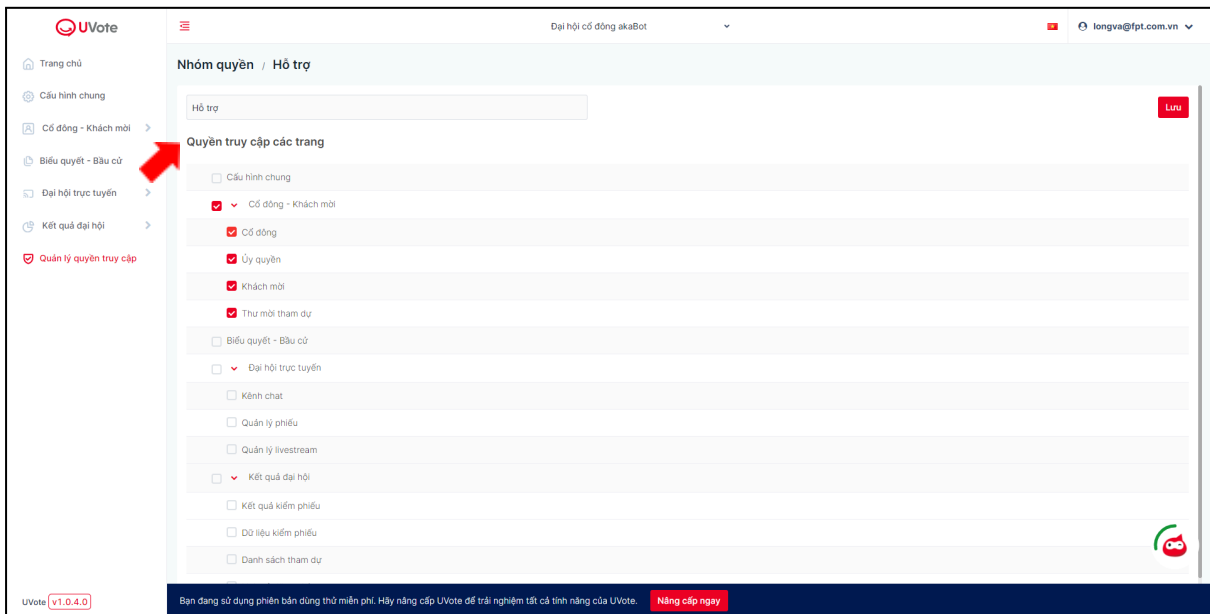 UVote
Đại hội cổ đông akaBot
longva@fpt.com.vn
Trang chủ
Cấu hình chung
Cổ đông - Khách mời
Biểu quyết - Bầu cử
Đại hội trực tuyến
Kết quả đại hội
Quản lý quyền truy cập
Nhóm quyền / Hỗ trợ
Hỗ trợ
Lưu
Quyền truy cập các trang
Cấu hình chung
Cổ đông - Khách mời
Cổ đông
Ủy quyền
Khách mời
Thư mời tham dự
Biểu quyết - Bầu cử
Đại hội trực tuyến
Kênh chat
Quản lý phiếu
Quản lý livestream
Kết quả đại hội
Kết quả kiểm phiếu
Dữ liệu kiểm phiếu
Danh sách tham dự
UVote v1.0.4.0
Bạn đang sử dụng phiên bản dùng thử miễn phí. Hãy nâng cấp UVote để trải nghiệm tất cả tính năng của UVote. Nâng cấp ngay